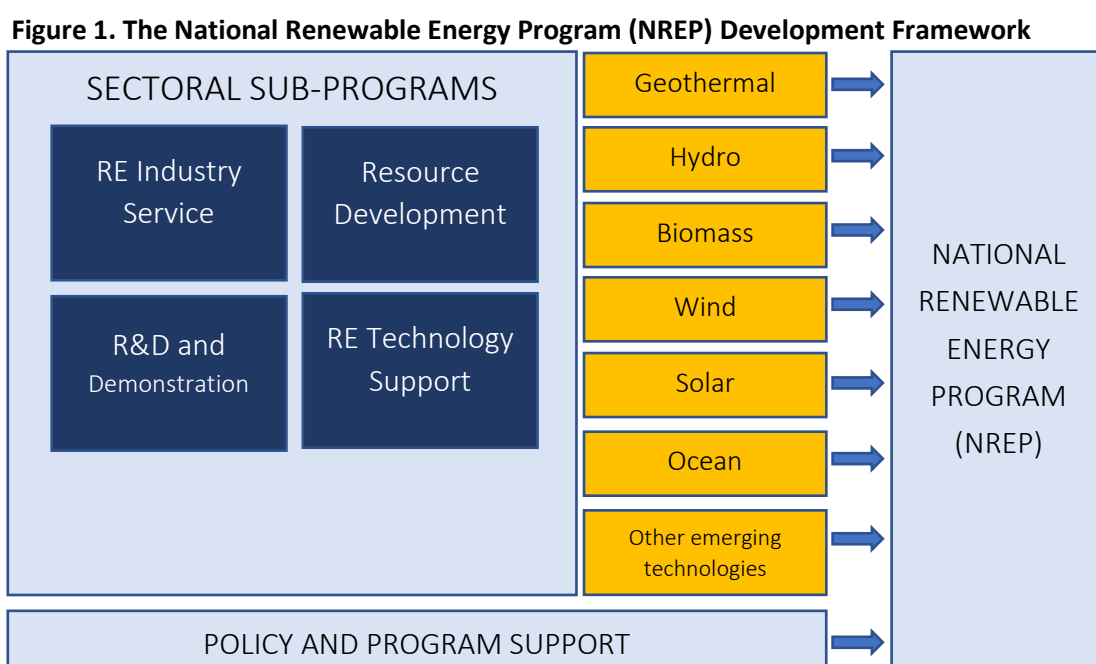 Figure 1. The National Renewable Energy Program (NREP) Development Framework
SECTORAL SUB-PROGRAMS
RE Industry
Service
Resource
Development
R&D and
Demonstration
RE Technology
Support
Geothermal
Hydro
Biomass
Wind
Solar
Ocean
Other emerging
technologies
NATIONAL
RENEWABLE
ENERGY
PROGRAM
(NREP)
POLICY AND PROGRAM SUPPORT